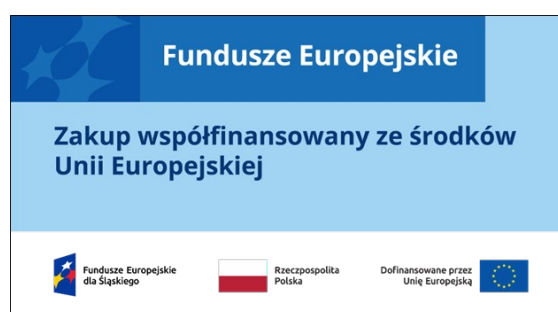 Fundusze Europejskie
Zakup współfinansowany ze środków
Unii Europejskiej
Fundusze Europejskie
dla Śląskiego
Rzeczpospolita
Polska
Dofinansowane przez
Unię Europejską